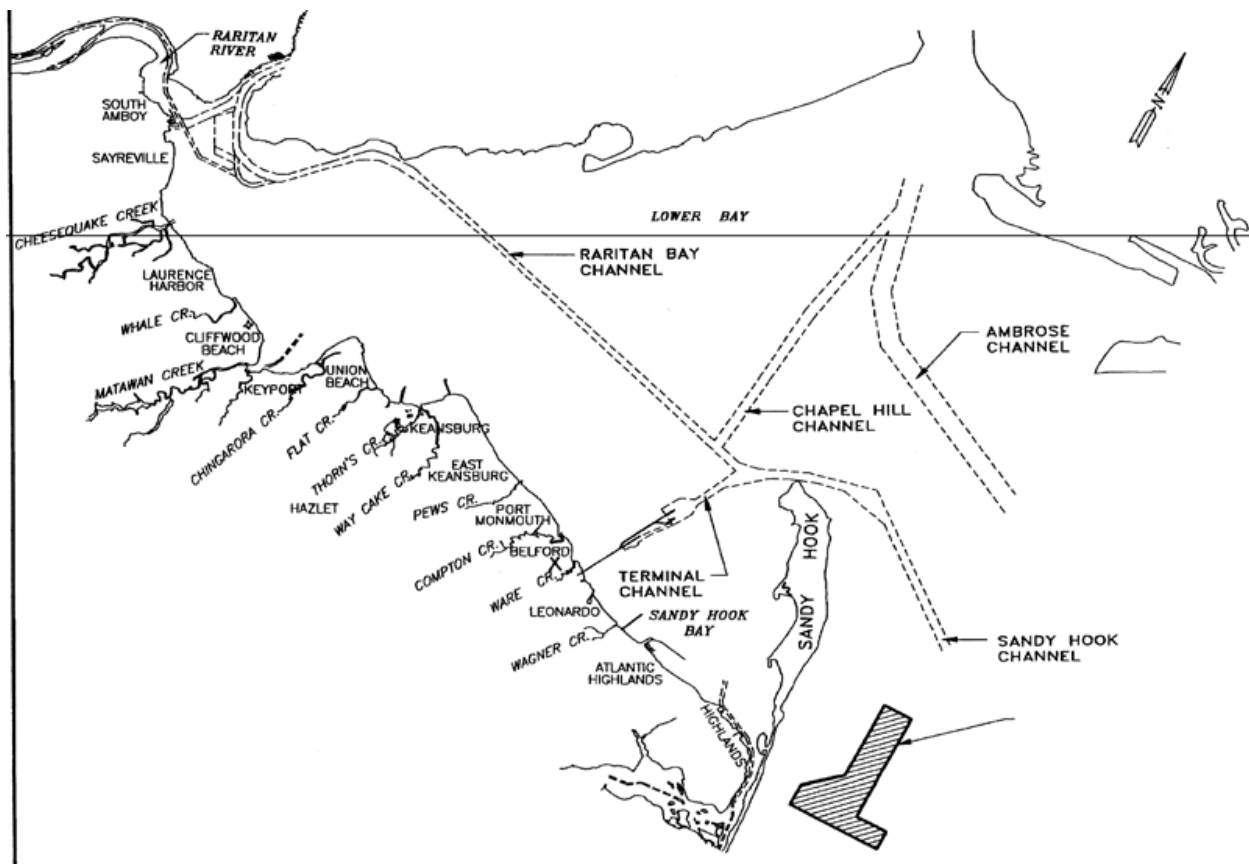 RARITAN
RIVER
N
SOUTH
AMBOY
SAYREVILLE
CHEESEQUAKE CREEK
LOWER BAY
RARITAN BAY
CHANNEL
LAURENCE
HARBOR
WHALE CR.
CLIFFWOOD
BEACH
AMBROSE
CHANNEL
MATAWAN CREEK
KEYPORT
UNION
BEACH
CHINGARORA CR.
FLAT CR.
THORN'S CR.
KEANSBURG
CHAPEL HILL
CHANNEL
EAST
KEANSBURG
WAY CAKE CR.
HAZLET
PEWS CR.
PORT
MONMOUTH
COMPTON CR.
BELFORD
WARE CR.
TERMINAL
CHANNEL
SANDY HOOK
LEONARDO
SANDY HOOK
BAY
WAGNER CR.
SANDY HOOK
CHANNEL
ATLANTIC
HIGHLANDS
HIGHLANDS